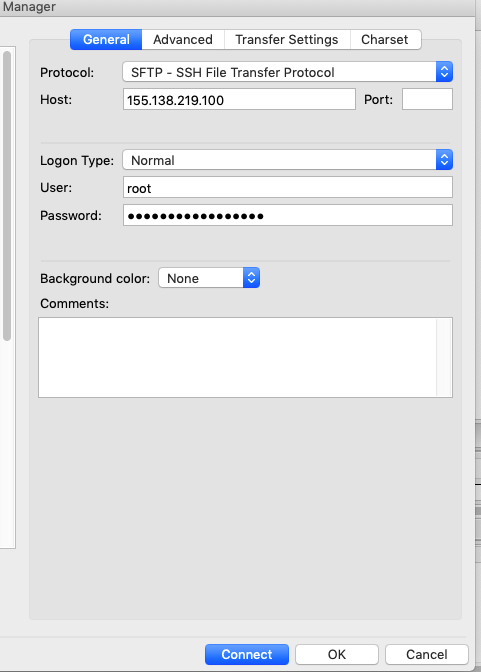 Manager
General Advanced Transfer Settings Charset
Protocol: SFTP - SSH File Transfer Protocol
Host: 155.138.219.100 Port:
Logon Type: Normal
User: root
Password: •••••••••••••••••
Background color: None
Comments:
Connect OK Cancel